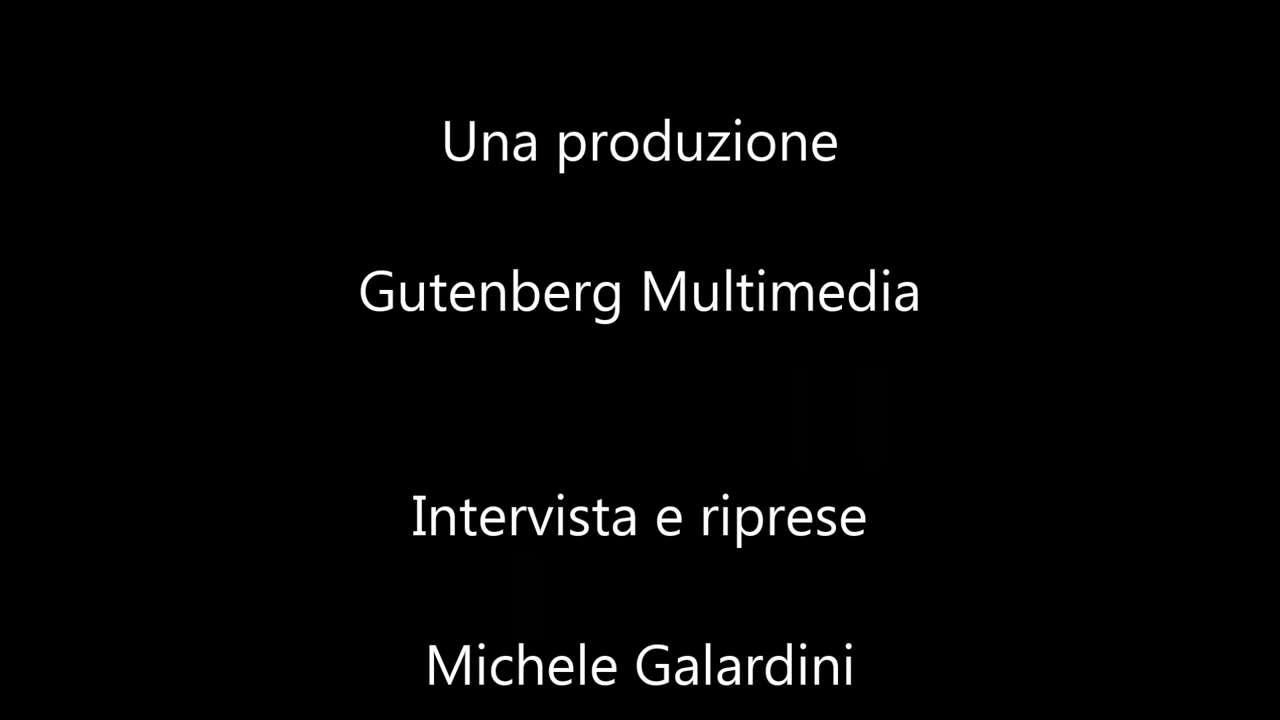 Una produzione
Gutenberg Multimedia
Intervista e riprese
Michele Galardini